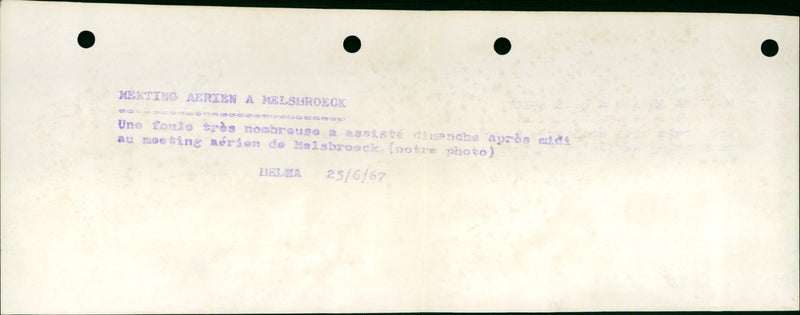 MEETING AERIEN A MELSBROECK
------------------------------
Une foule très nombreuse a assisté dimanche après midi
au meeting aérien de Melsbroeck.(notre photo)
BELMA 25/6/67